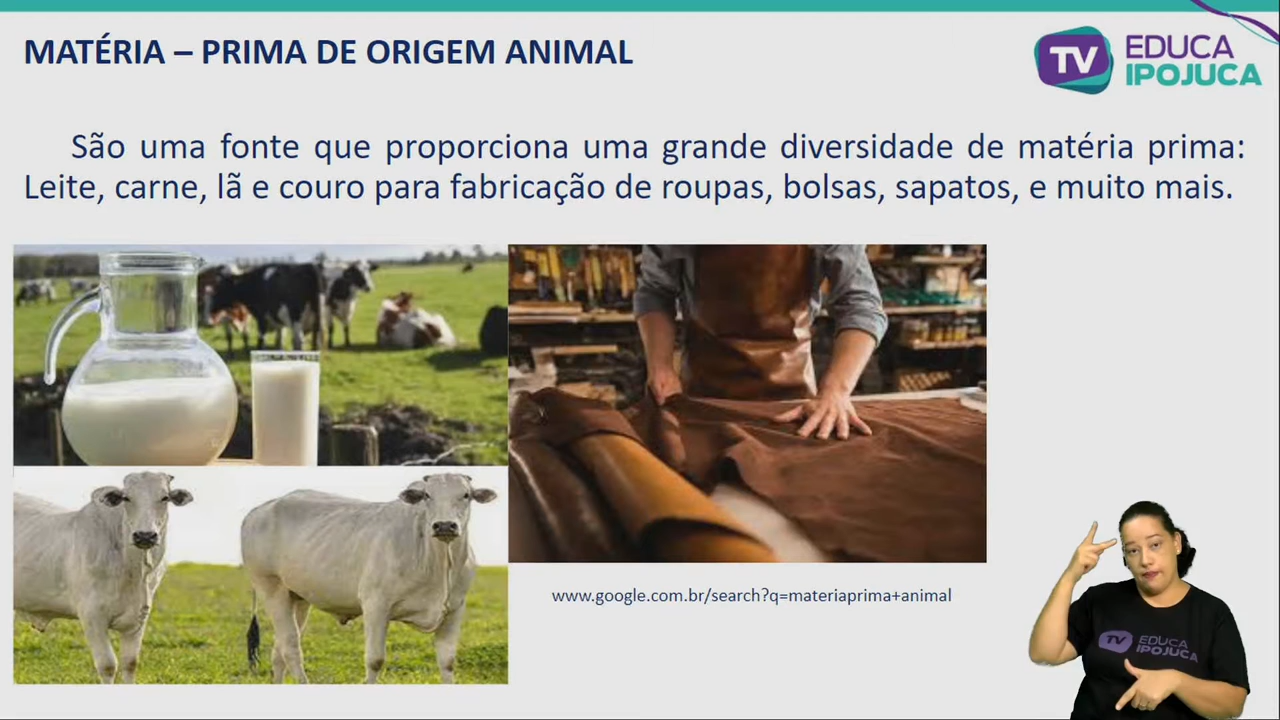 MATÉRIA – PRIMA DE ORIGEM ANIMAL
TV EDUCA
IPOJUCA
São uma fonte que proporciona uma grande diversidade de matéria prima:
Leite, carne, lã e couro para fabricação de roupas, bolsas, sapatos, e muito mais.
www.google.com.br/search?q=materiaprima+animal
TV EDUCA
IPOJUCA